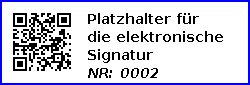 Platzhalter für
die elektronische
Signatur
NR: 0002